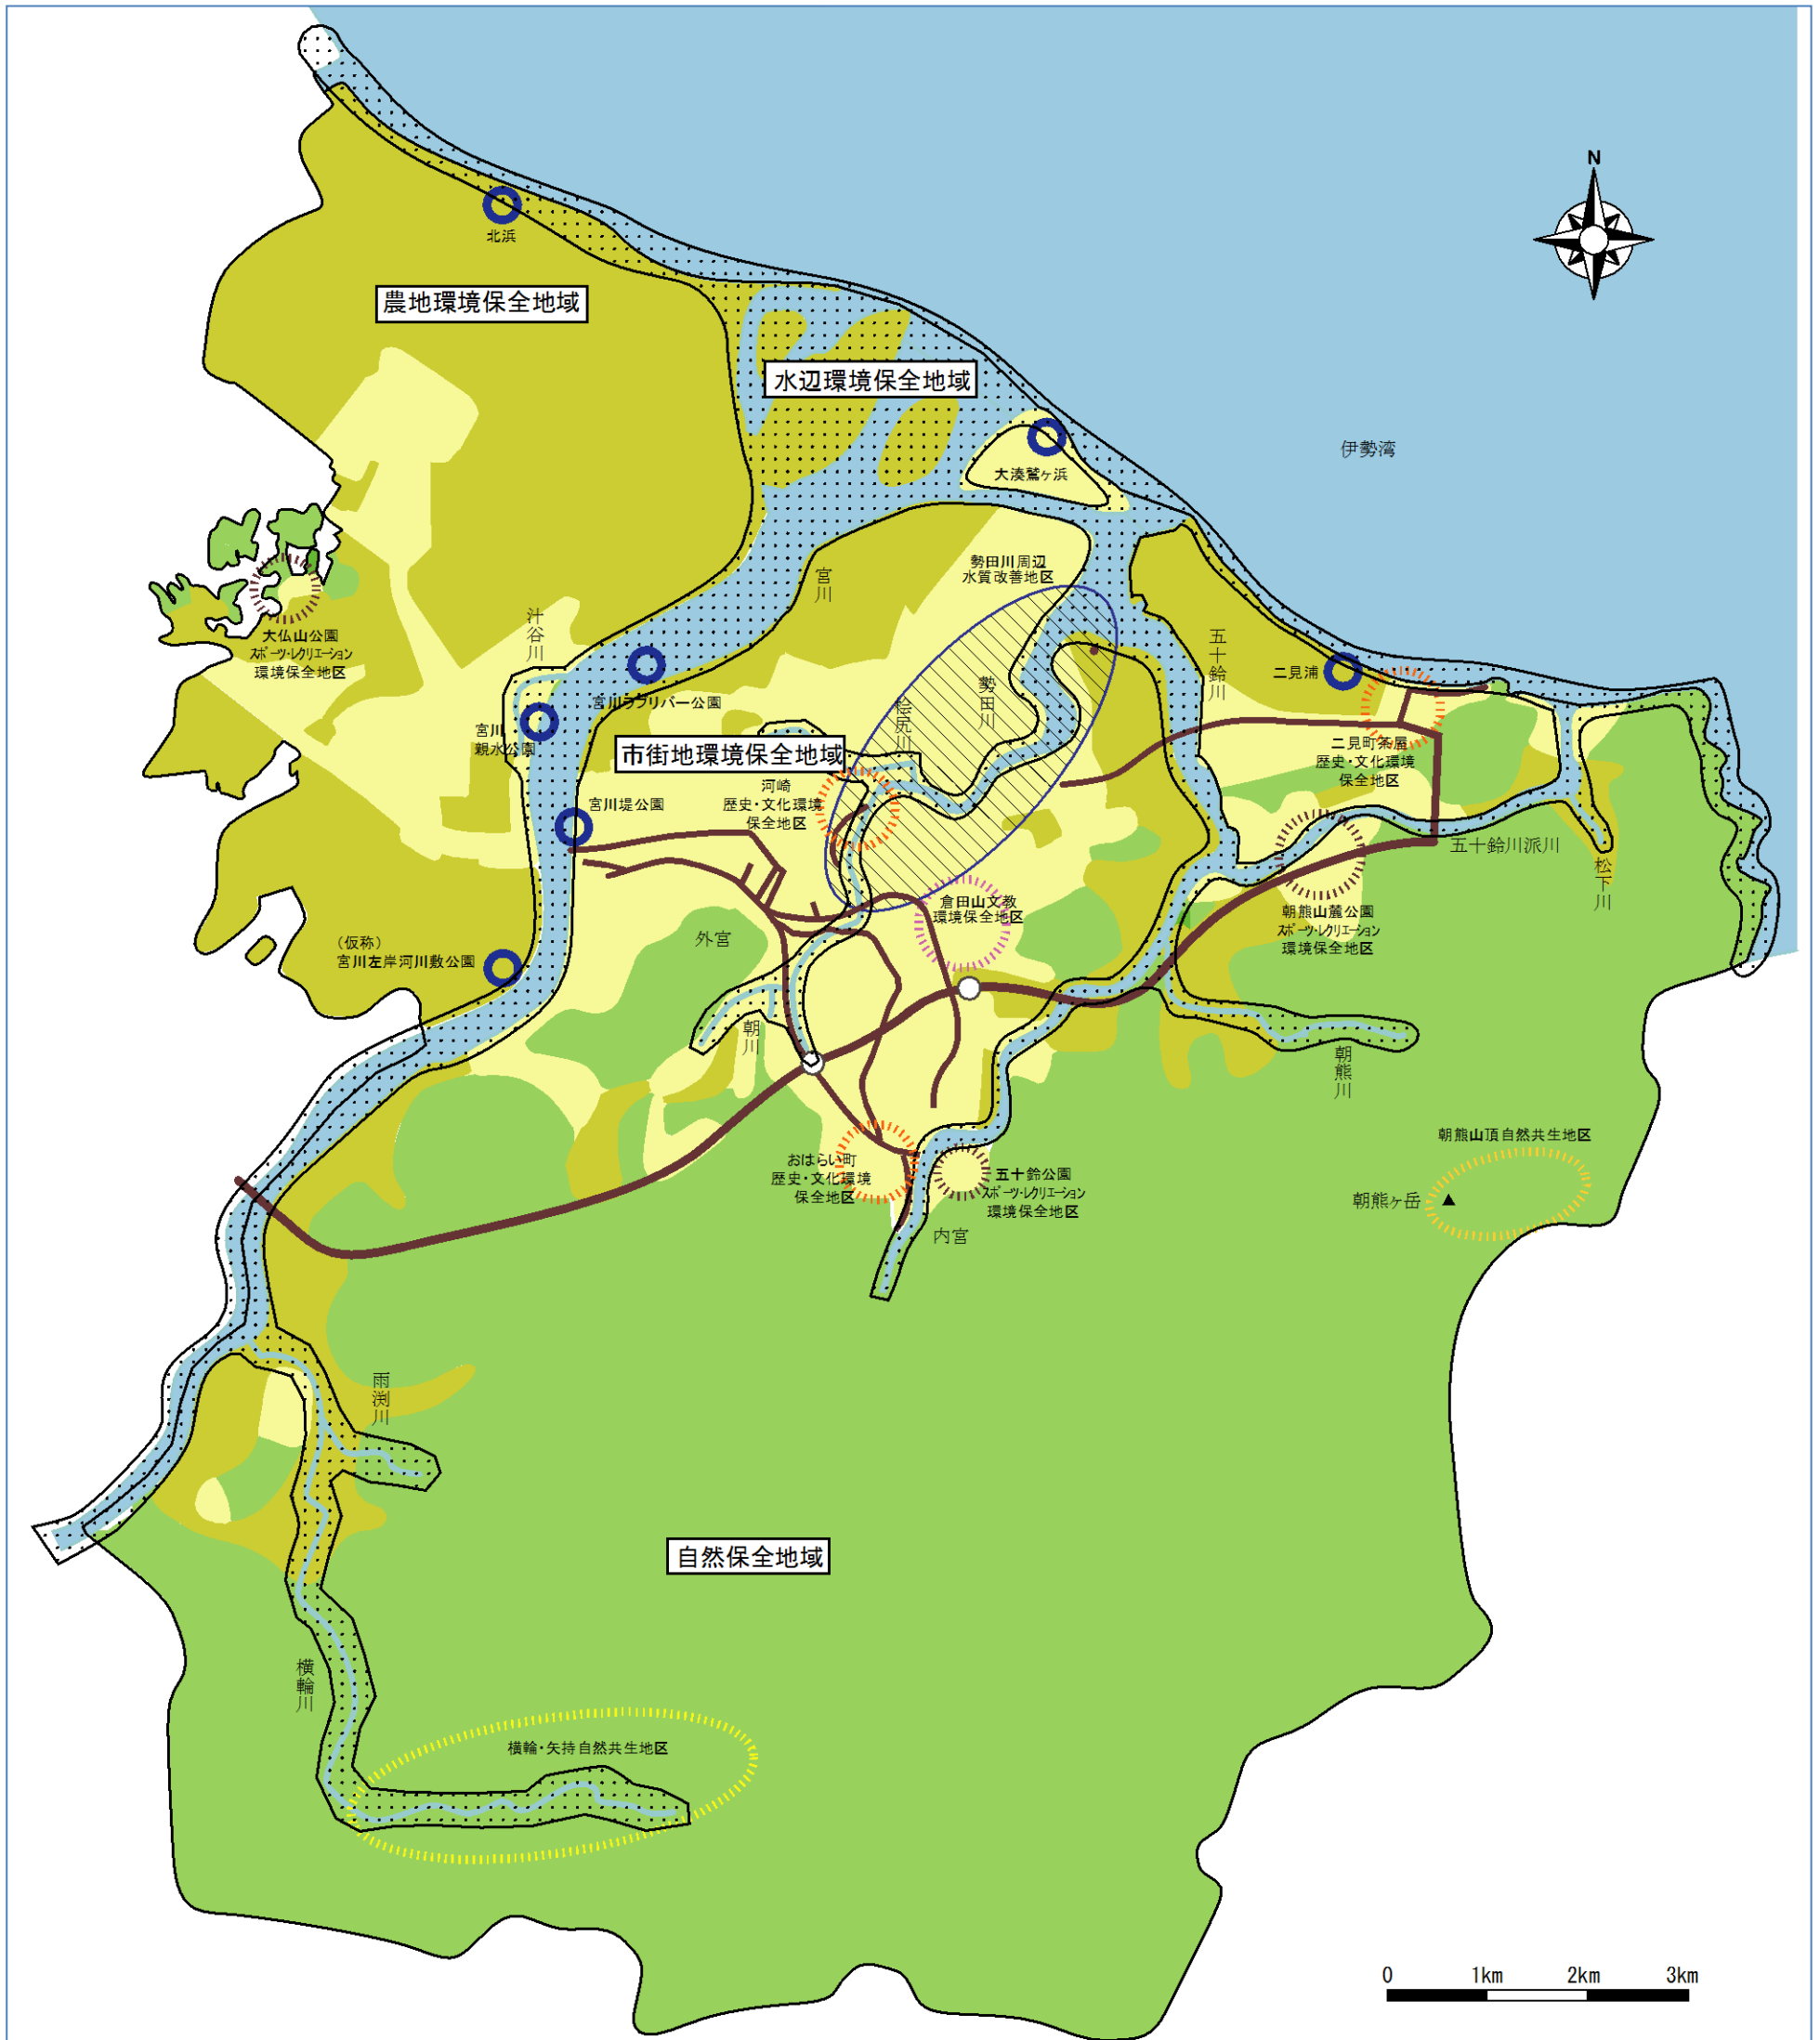 N
北浜
農地環境保全地域
水辺環境保全地域
伊勢湾
大湊鷲ヶ浜
勢田川周辺
水質改善地区
宮川
汁谷川
五十鈴川
大仏山公園
スポーツ・レクリエーション
環境保全地区
二見浦
勢田川
桧尻川
宮川ラブリバー公園
宮川
親水公園
市街地環境保全地域
二見町茶屋
歴史・文化環境
保全地区
河崎
歴史・文化環境
保全地区
宮川堤公園
五十鈴川派川
松下川
倉田山文教
環境保全地区
朝熊山麓公園
スポーツ・レクリエーション
環境保全地区
外宮
（仮称）
宮川左岸河川敷公園
朝川
朝熊川
朝熊山頂自然共生地区
おはらい町
歴史・文化環境
保全地区
五十鈴公園
スポーツ・レクリエーション
環境保全地区
朝熊ヶ岳
内宮
雨渕川
自然保全地域
横輪川
横輪・矢持自然共生地区
0 1km 2km 3km